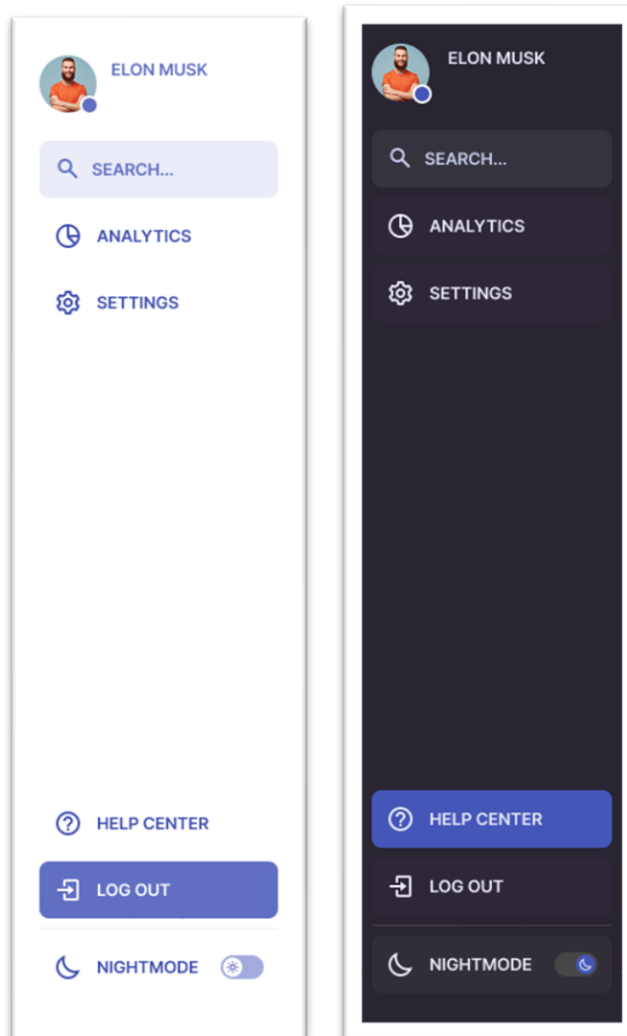 ELON MUSK
SEARCH...
ANALYTICS
SETTINGS
HELP CENTER
LOG OUT
NIGHTMODE
ELON MUSK
SEARCH...
ANALYTICS
SETTINGS
HELP CENTER
LOG OUT
NIGHTMODE